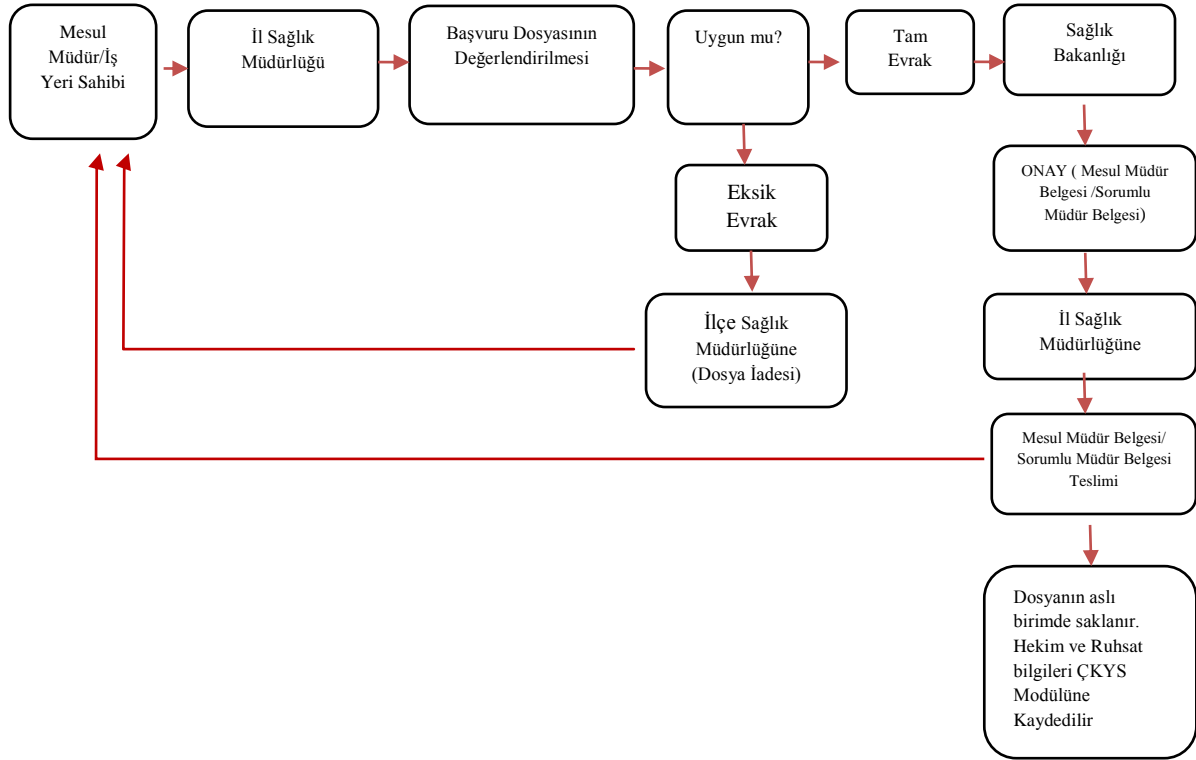 Mesul
Müdür/İş
Yeri Sahibi
İl Sağlık
Müdürlüğü
Başvuru Dosyasının
Değerlendirilmesi
Uygun mu?
Tam
Evrak
Sağlık
Bakanlığı
Eksik
Evrak
ONAY ( Mesul Müdür
Belgesi /Sorumlu
Müdür Belgesi)
İlçe Sağlık
Müdürlüğüne
(Dosya İadesi)
İl Sağlık
Müdürlüğüne
Mesul Müdür Belgesi/
Sorumlu Müdür Belgesi
Teslimi
Dosyanın aslı
birimde saklanır.
Hekim ve Ruhsat
bilgileri ÇKYS
Modülüne
Kaydedilir